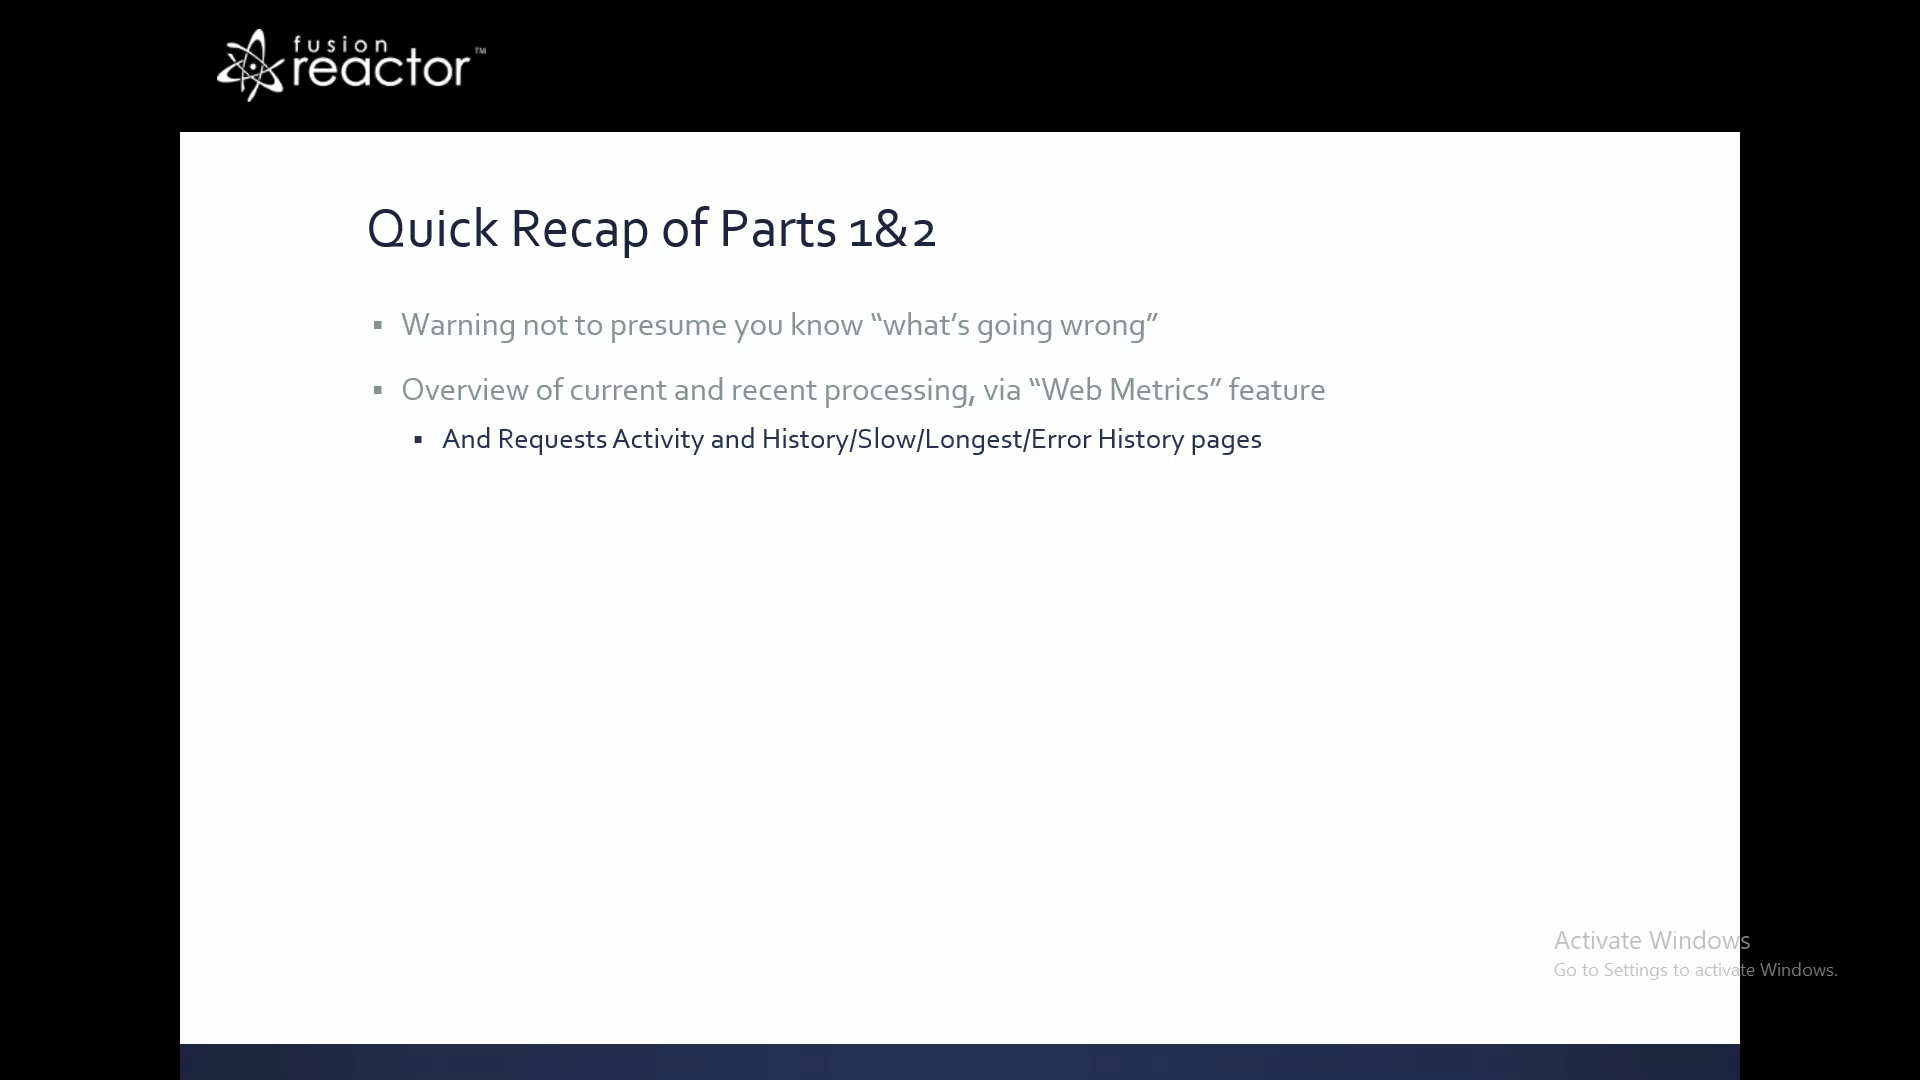 fusion
reactor™
Quick Recap of Parts 1&2
▪ Warning not to presume you know “what’s going wrong”
▪ Overview of current and recent processing, via “Web Metrics” feature
▪ And Requests Activity and History/Slow/Longest/Error History pages
Activate Windows
Go to Settings to activate Windows.